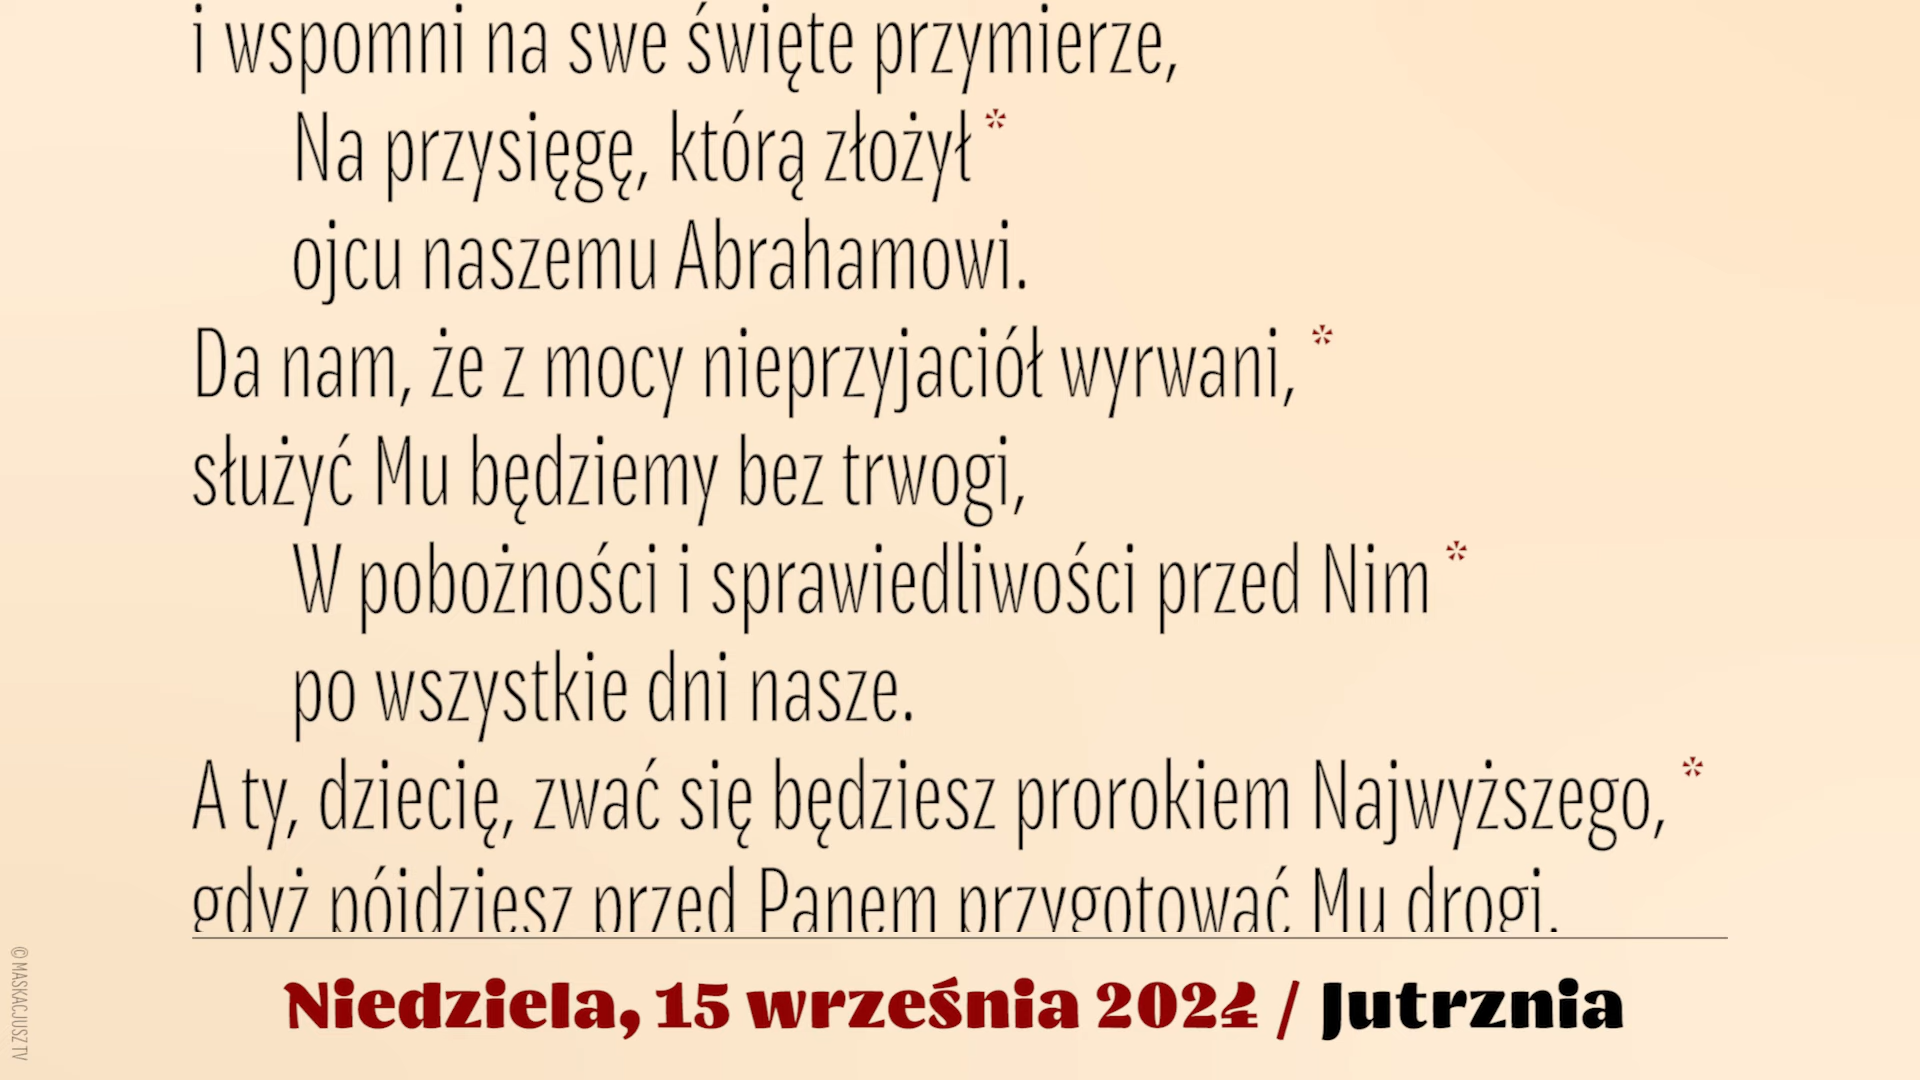 i wspomni na swe święte przymierze,
Na przysięgę, którą złożył *
ojcu naszemu Abrahamowi.
Da nam, że z mocy nieprzyjaciół wyrwani, *
służyć Mu będziemy bez trwogi,
W pobożności i sprawiedliwości przed Nim *
po wszystkie dni nasze.
A ty, dziecię, zwać się będziesz prorokiem Najwyższego, *
gdyż pójdziesz przed Panem przygotować Mu drogi.
Niedziela, 15 września 2024 / Jutrznia
© MASKACJUSZ TV